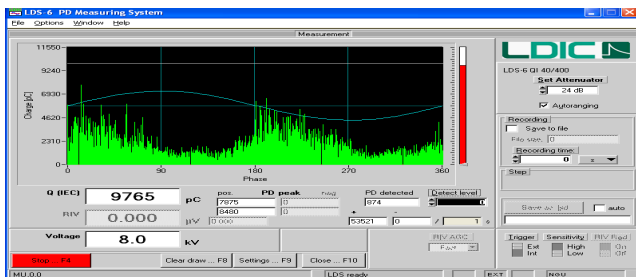 LDS-6 PD Measuring System
File Options Window Help
Measurement
11550
9240
6930
4620
2310
0
Charge [pC]
0 90 180 270 360
Phase
LDIC
LDS-6 QI 40/400
Set Attenuator
24 dB
Autoranging
Recording
Save to file
File size: 0
Recording time:
0 s
Step
Save as bid auto
Trigger Sensitivity RIV Rgd
Ext High On
Int Low Off
Q (IEC) 9765 pC
pos. PD peak neg
7875 0
8480 0
PD detected
874
Detect level
0
RIV 0.000 µV 0.000
+ -
53521 0 / 1 s
Voltage 8.0 kV
RIV AGC
Fast
Stop ... F4 Clear draw ... F8 Settings ... F9 Close ... F10
MU.0.0 LDS ready EXT NOU